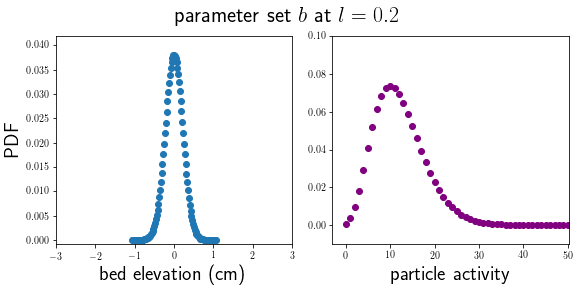 parameter set b at l = 0.2
PDF
0.040
0.035
0.030
0.025
0.020
0.015
0.010
0.005
0.000
−3 −2 −1 0 1 2 3
bed elevation (cm)
0.10
0.08
0.06
0.04
0.02
0.00
0 10 20 30 40 50
particle activity